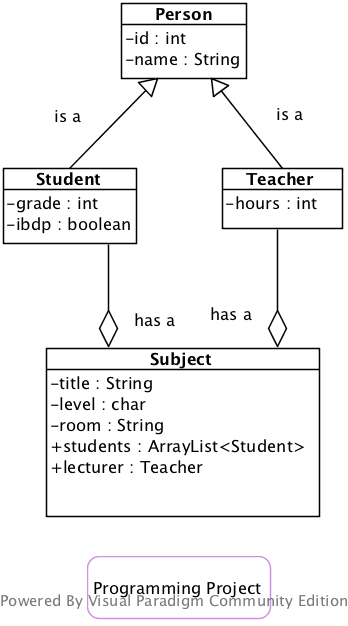 Person
-id : int
-name : String
is a
is a
Student
-grade : int
-ibdp : boolean
Teacher
-hours : int
has a
has a
Subject
-title : String
-level : char
-room : String
+students : ArrayList<Student>
+lecturer : Teacher
Programming Project
Powered By Visual Paradigm Community Edition